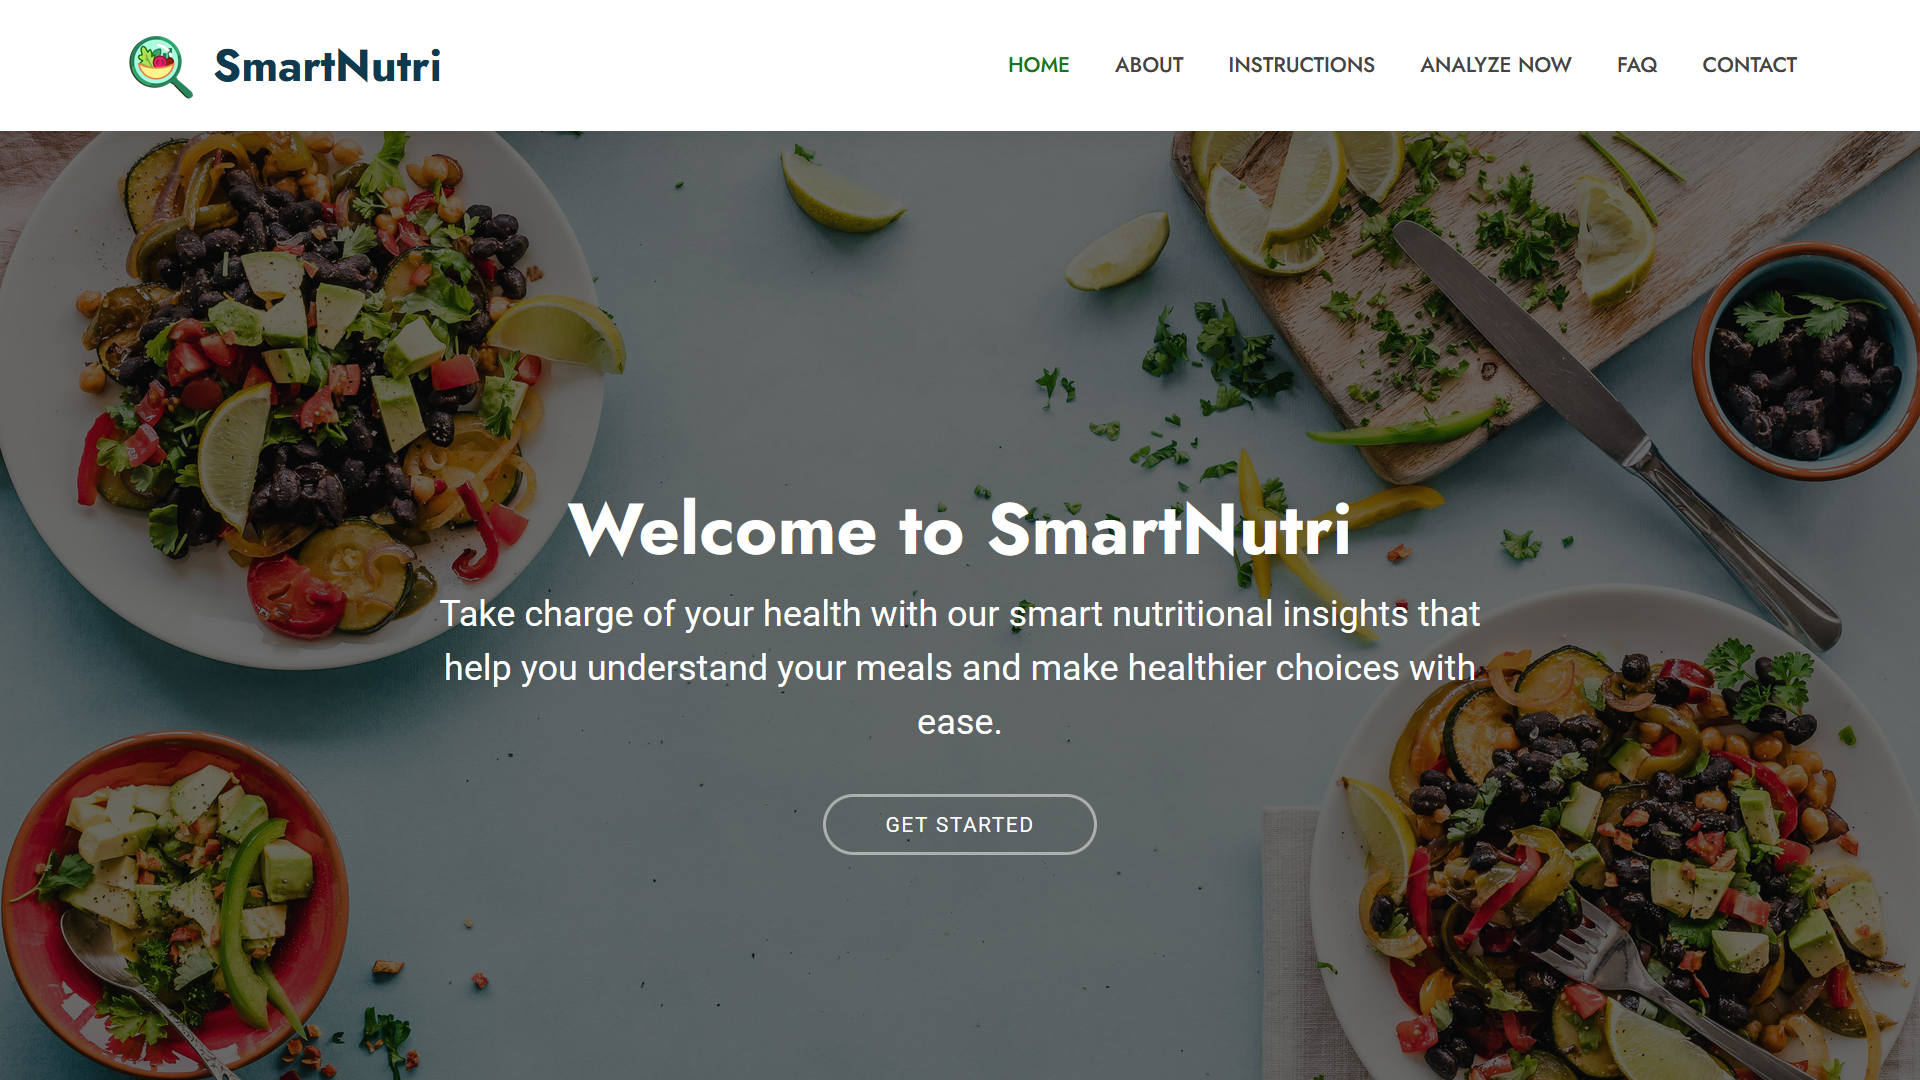 SmartNutri
HOME ABOUT INSTRUCTIONS ANALYZE NOW FAQ CONTACT
Welcome to SmartNutri
Take charge of your health with our smart nutritional insights that
help you understand your meals and make healthier choices with
ease.
GET STARTED